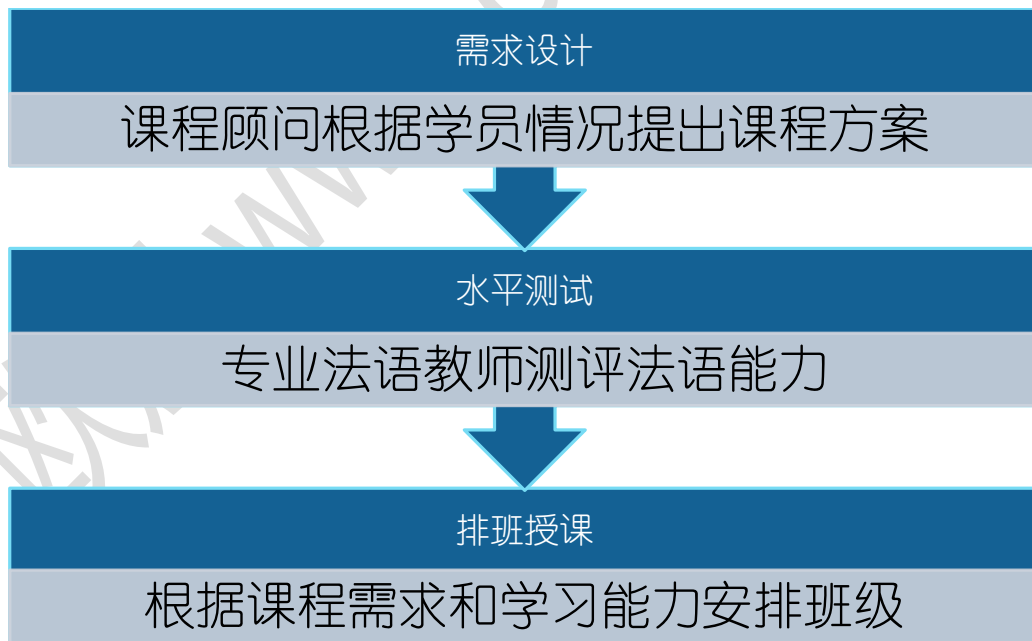 需求设计
课程顾问根据学员情况提出课程方案
水平测试
专业法语教师测评法语能力
排班授课
根据课程需求和学习能力安排班级